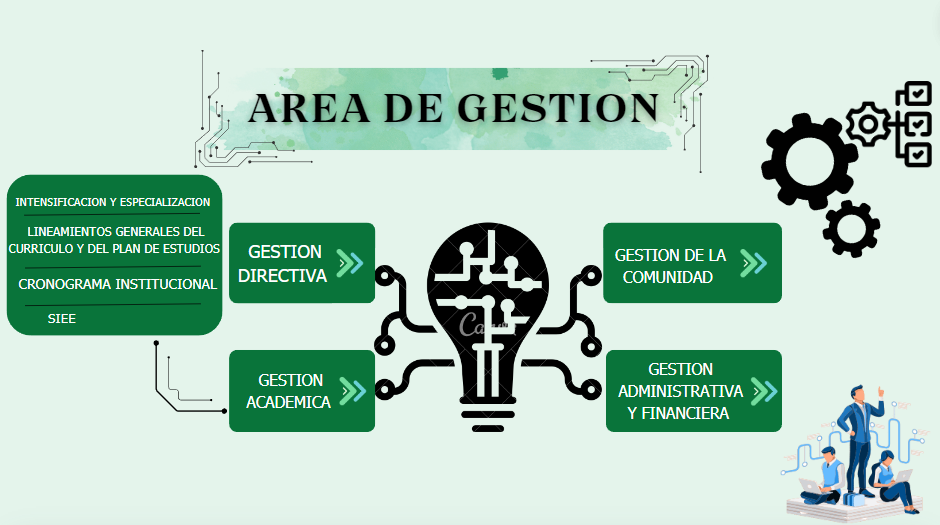 AREA DE GESTION
INTENSIFICACION Y ESPECIALIZACION
LINEAMIENTOS GENERALES DEL
CURRICULO Y DEL PLAN DE ESTUDIOS
CRONOGRAMA INSTITUCIONAL
SIEE
GESTION
DIRECTIVA
GESTION
ACADEMICA
Canva
GESTION DE LA
COMUNIDAD
GESTION
ADMINISTRATIVA
Y FINANCIERA